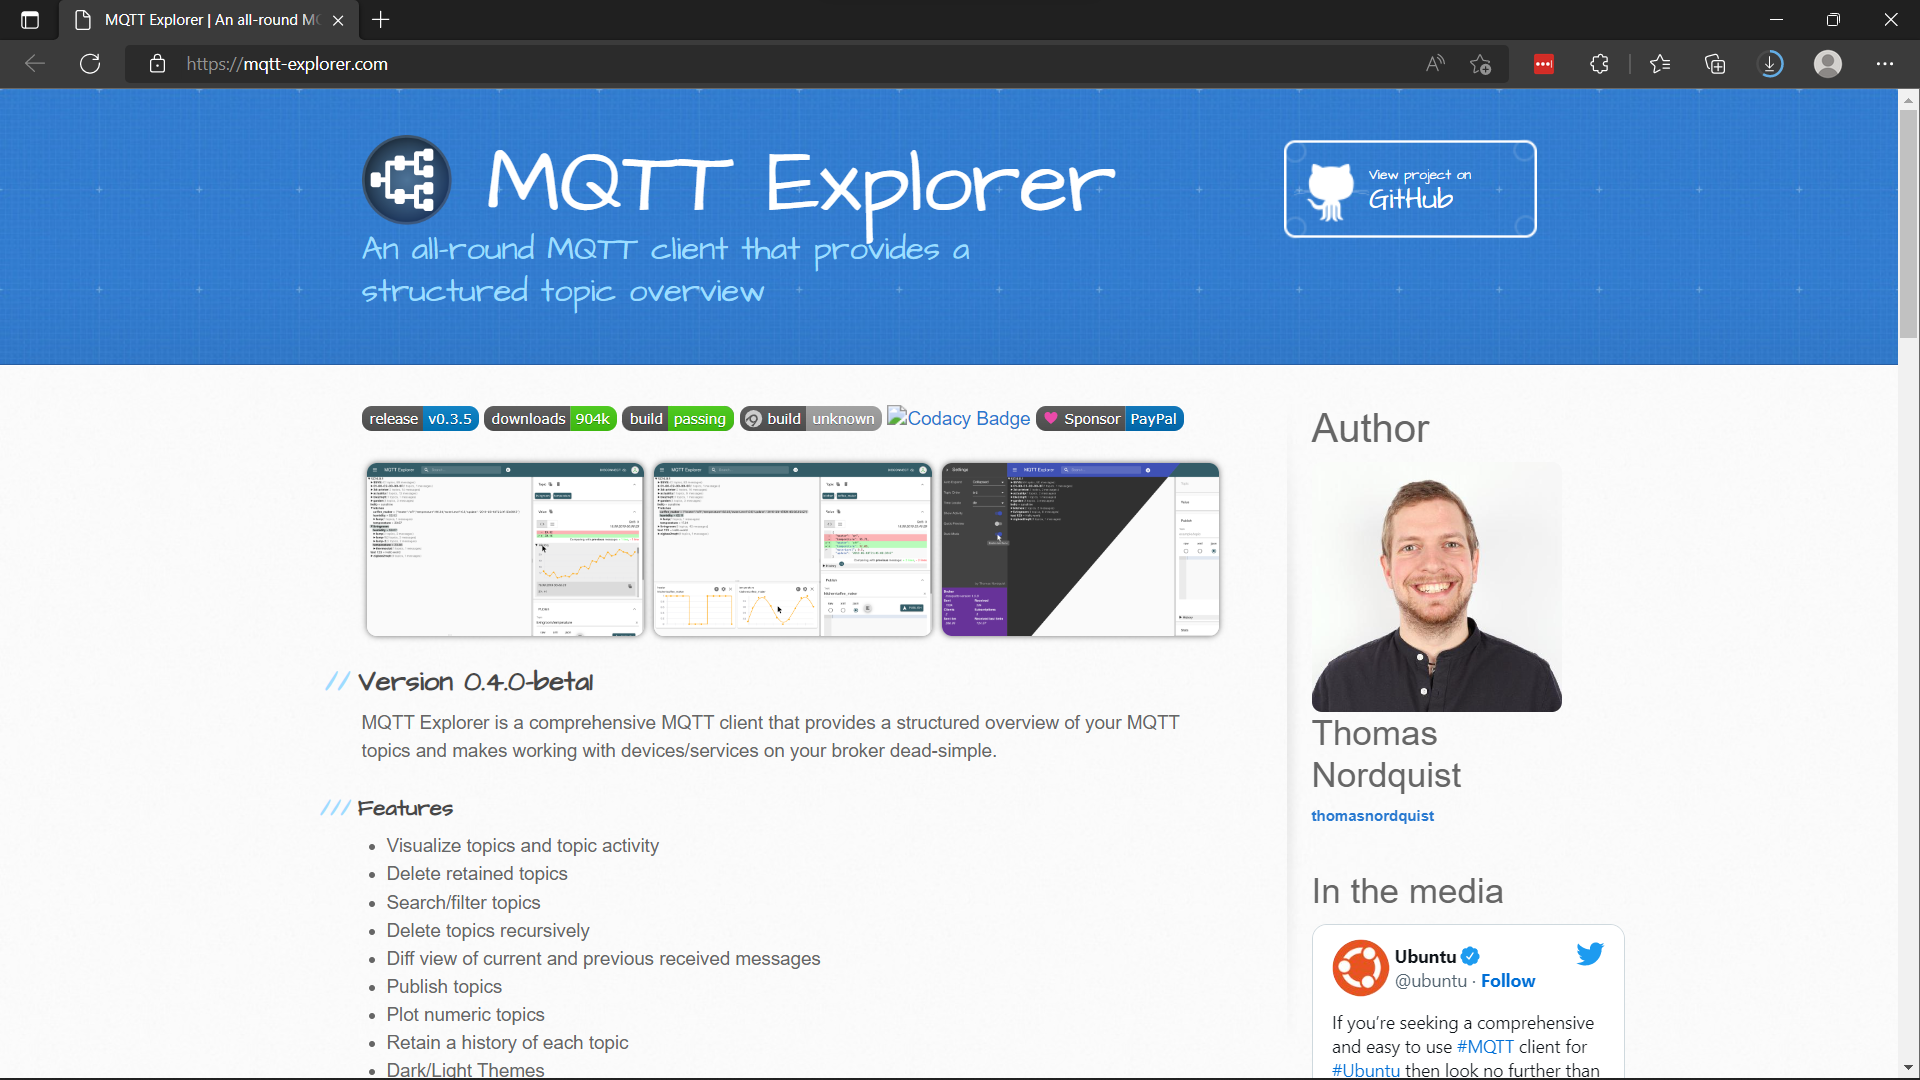 MQTT Explorer | An all-round M
https://mqtt-explorer.com
MQTT Explorer
An all-round MQTT client that provides a
structured topic overview
View project on
GitHub
release v0.3.5 downloads 904k build passing build unknown Codacy Badge Sponsor PayPal
Version 0.4.0-beta1
MQTT Explorer is a comprehensive MQTT client that provides a structured overview of your MQTT
topics and makes working with devices/services on your broker dead-simple.
Features
Visualize topics and topic activity
Delete retained topics
Search/filter topics
Delete topics recursively
Diff view of current and previous received messages
Publish topics
Plot numeric topics
Retain a history of each topic
Dark/Light Themes
Author
Thomas
Nordquist
thomasnordquist
In the media
Ubuntu
@ubuntu · Follow
If you're seeking a comprehensive
and easy to use #MQTT client for
#Ubuntu then look no further than